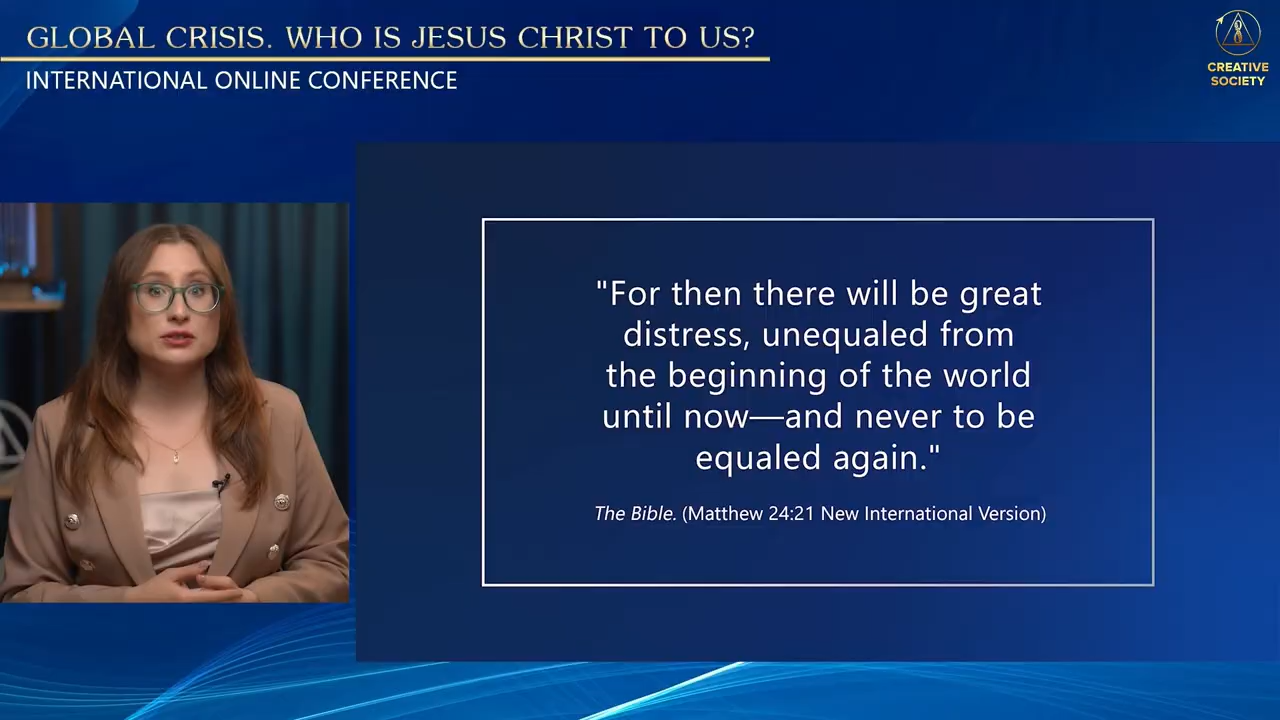 GLOBAL CRISIS. WHO IS JESUS CHRIST TO US?
INTERNATIONAL ONLINE CONFERENCE
CREATIVE
SOCIETY
"For then there will be great
distress, unequaled from
the beginning of the world
until now—and never to be
equaled again."
The Bible. (Matthew 24:21 New International Version)